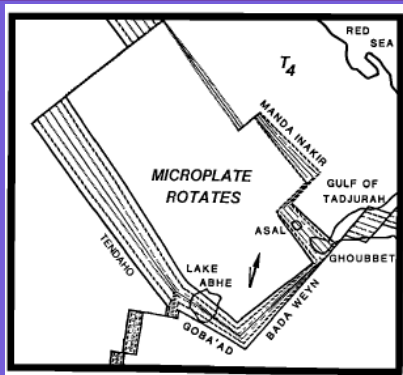 RED
SEA
T4
MANDA INAKIR
MICROPLATE
ROTATES
GULF OF
TADJURAH
ASAL
GHOUBBET
TENDAHO
LAKE
ABHE
BADA WEYN
GOBA'AD